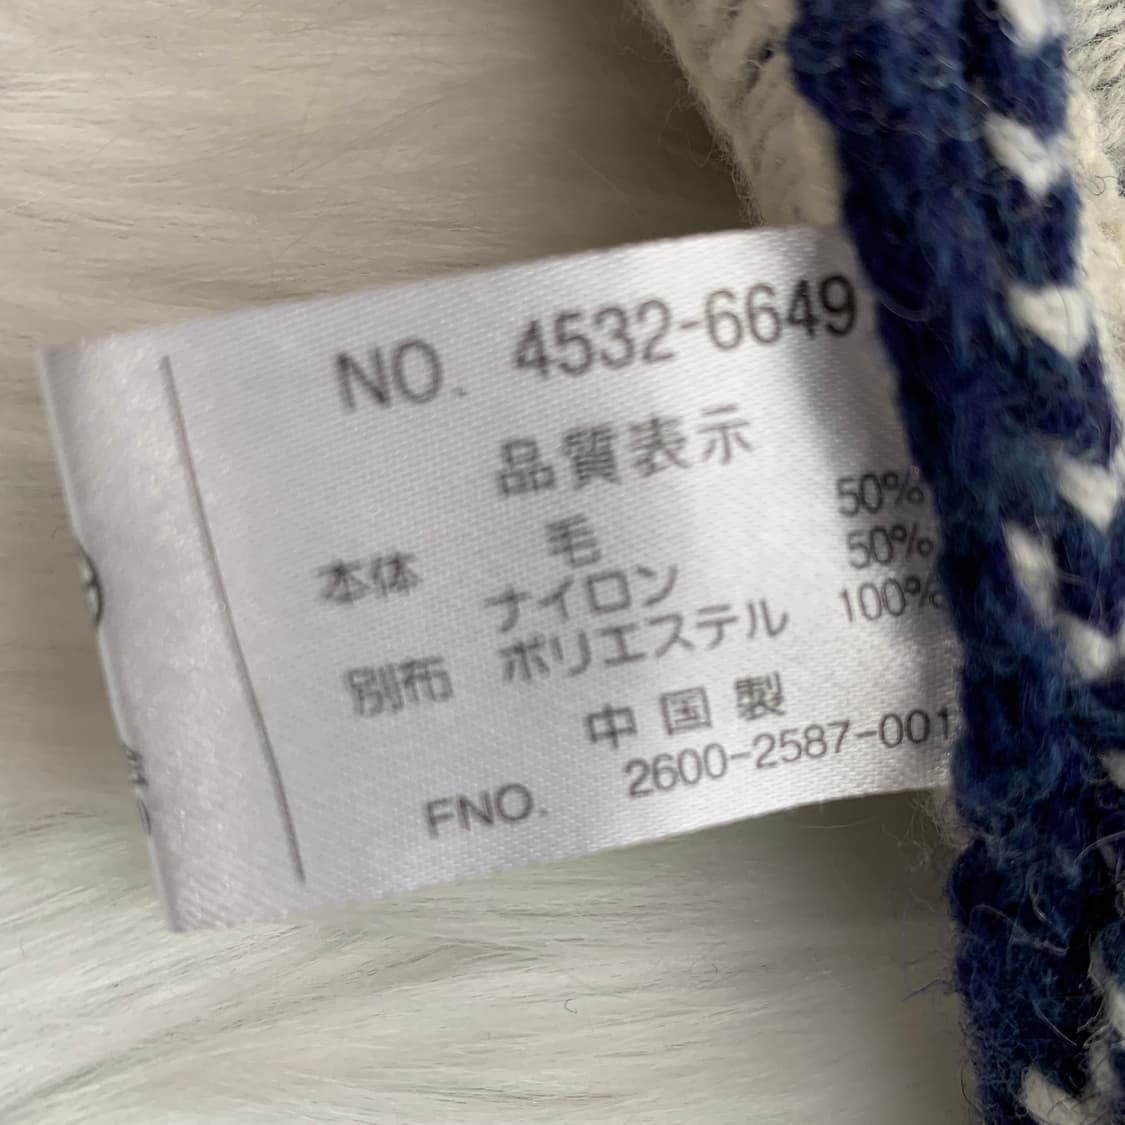 NO. 4532-6649
品質表示
本体 毛 50%
ナイロン 50%
別布 ポリエステル 100%
中国製
FNO. 2600-2587-001